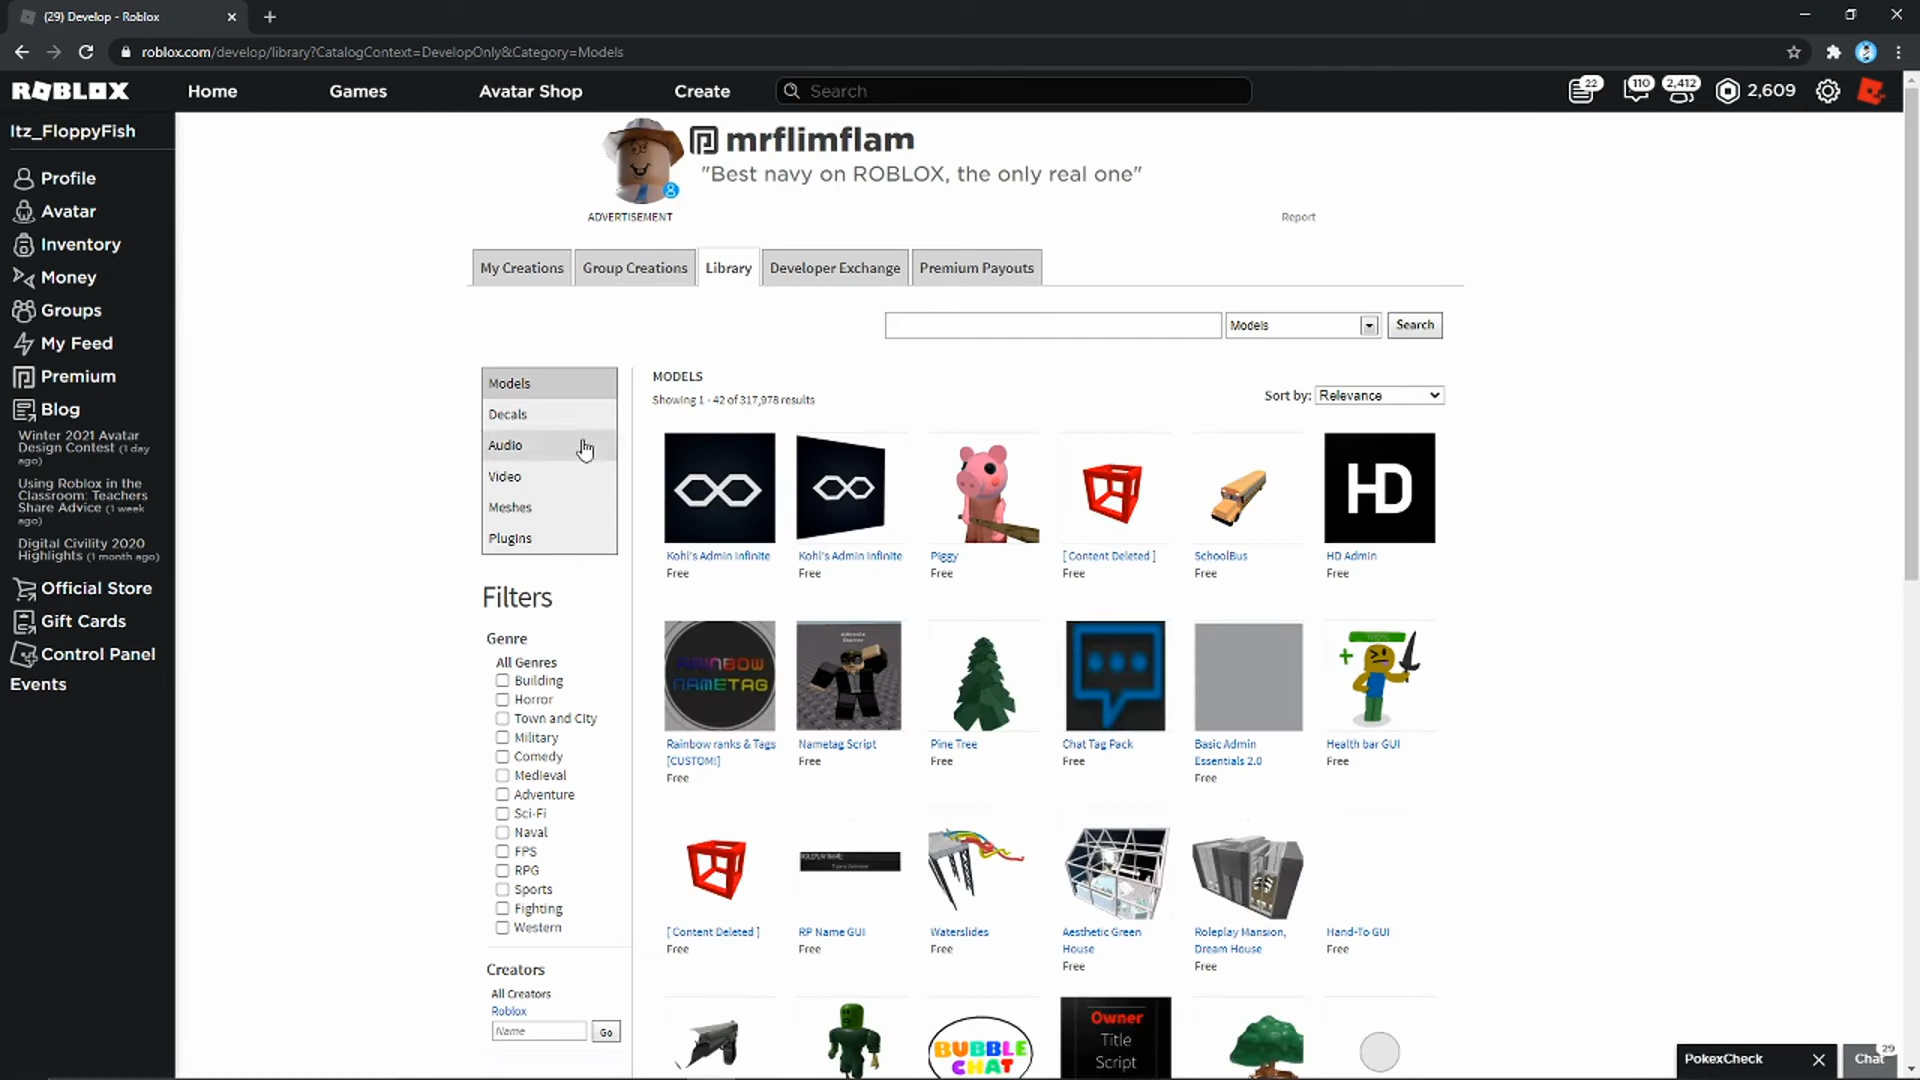 (29) Develop - Roblox
roblox.com/develop/library?CatalogContext=DevelopOnly&Category=Models
ROBLOX
Home
Games
Avatar Shop
Create
Search
22
110
2,412
2,609
Itz_FloppyFish
Profile
Avatar
Inventory
Money
Groups
My Feed
Premium
Blog
Winter 2021 Avatar
Design Contest (1 day
ago)
Using Roblox in the
Classroom: Teachers
Share Advice (1 week
ago)
Digital Civility 2020
Highlights (1 month ago)
Official Store
Gift Cards
Control Panel
Events
mrflimflam
"Best navy on ROBLOX, the only real one"
ADVERTISEMENT
Report
My Creations
Group Creations
Library
Developer Exchange
Premium Payouts
Models
Search
Models
Decals
Audio
Video
Meshes
Plugins
MODELS
Showing 1 - 42 of 317,978 results
Sort by: Relevance
Filters
Genre
All Genres
Building
Horror
Town and City
Military
Comedy
Medieval
Adventure
Sci-Fi
Naval
FPS
RPG
Sports
Fighting
Western
Creators
All Creators
Roblox
Name
Go
HD
Kohl's Admin Infinite
Free
Kohl's Admin Infinite
Free
Piggy
Free
[ Content Deleted ]
Free
SchoolBus
Free
HD Admin
Free
RAINBOW
NAMETAG
Rainbow ranks & Tags
[CUSTOM!]
Free
Nametag Script
Free
Pine Tree
Free
Chat Tag Pack
Free
Basic Admin
Essentials 2.0
Free
Health bar GUI
Free
[ Content Deleted ]
Free
RP Name GUI
Free
Waterslides
Free
Aesthetic Green
House
Free
Roleplay Mansion,
Dream House
Free
Hand-To GUI
Free
BUBBLE
CHAT
Owner
Title
Script
PokexCheck
Chat
29